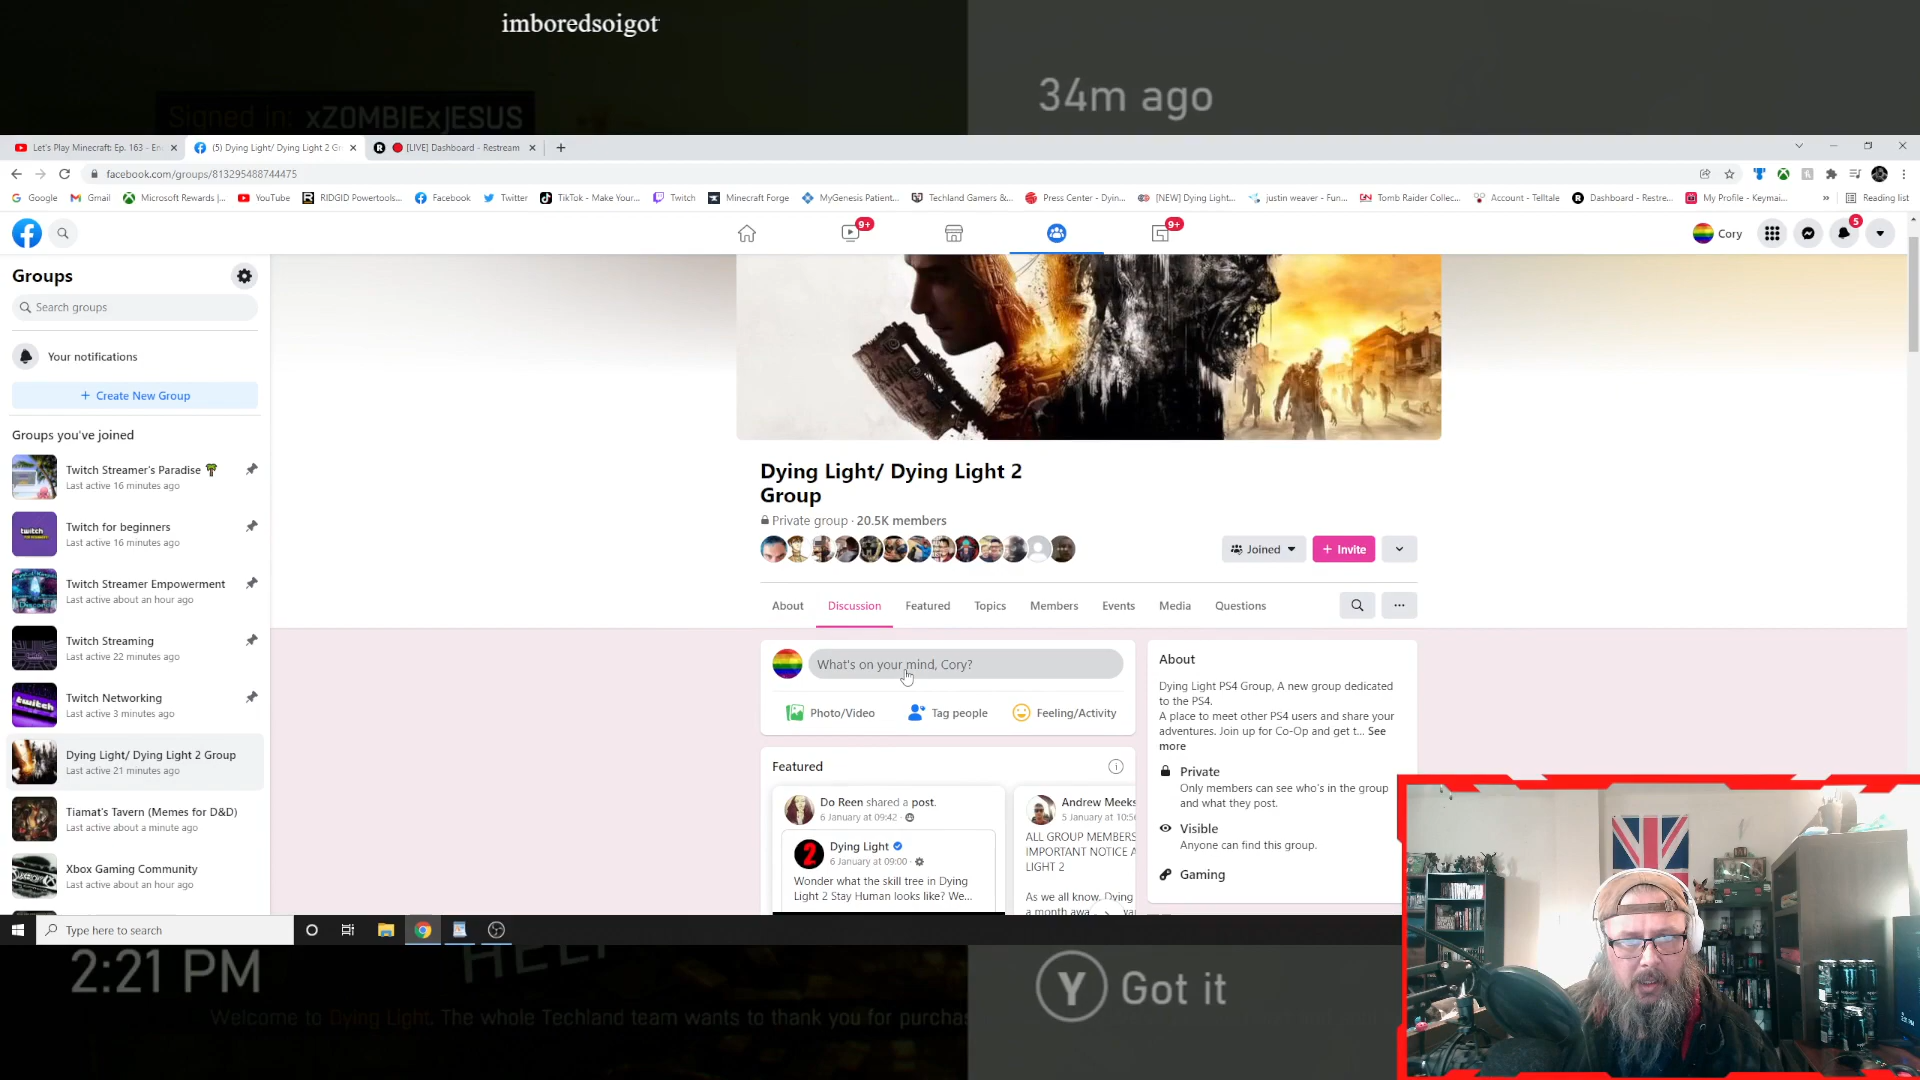 imboredsoigot
34m ago
Signed in: xZOMBIExJESUS
Let's Play Minecraft: Ep. 163 - En
(5) Dying Light/ Dying Light 2 Gr
[LIVE] Dashboard - Restream
facebook.com/groups/813295488744475
Google
Gmail
Microsoft Rewards |...
YouTube
RIDGID Powertools...
Facebook
Twitter
TikTok - Make Your...
Twitch
Minecraft Forge
MyGenesis Patient...
Techland Gamers &...
Press Center - Dyin...
[NEW] Dying Light...
justin weaver - Fun...
Tomb Raider Collec...
Account - Telltale
Dashboard - Restre...
My Profile - Keymai...
»
Reading list
9+
9+
Cory
5
Groups
Search groups
Your notifications
+ Create New Group
Groups you've joined
Twitch Streamer's Paradise
Last active 16 minutes ago
Twitch for beginners
Last active 16 minutes ago
Twitch Streamer Empowerment
Last active about an hour ago
Twitch Streaming
Last active 22 minutes ago
Twitch Networking
Last active 3 minutes ago
Dying Light/ Dying Light 2 Group
Last active 21 minutes ago
Tiamat's Tavern (Memes for D&D)
Last active about a minute ago
Xbox Gaming Community
Last active about an hour ago
Dying Light/ Dying Light 2
Group
Private group · 20.5K members
Joined
+ Invite
About
Discussion
Featured
Topics
Members
Events
Media
Questions
What's on your mind, Cory?
Photo/Video
Tag people
Feeling/Activity
Featured
Do Reen shared a post.
6 January at 09:42 ·
Dying Light
6 January at 09:00 ·
Wonder what the skill tree in Dying
Light 2 Stay Human looks like? We...
Andrew Meeks
5 January at 10:5
ALL GROUP MEMBERS
IMPORTANT NOTICE A
LIGHT 2
As we all know, Dying
a month awa
About
Dying Light PS4 Group, A new group dedicated
to the PS4.
A place to meet other PS4 users and share your
adventures. Join up for Co-Op and get t... See
more
Private
Only members can see who's in the group
and what they post.
Visible
Anyone can find this group.
Gaming
Type here to search
2:21 PM
HELP
Y Got it
Welcome to Dying Light. The whole Techland team wants to thank you for purchas